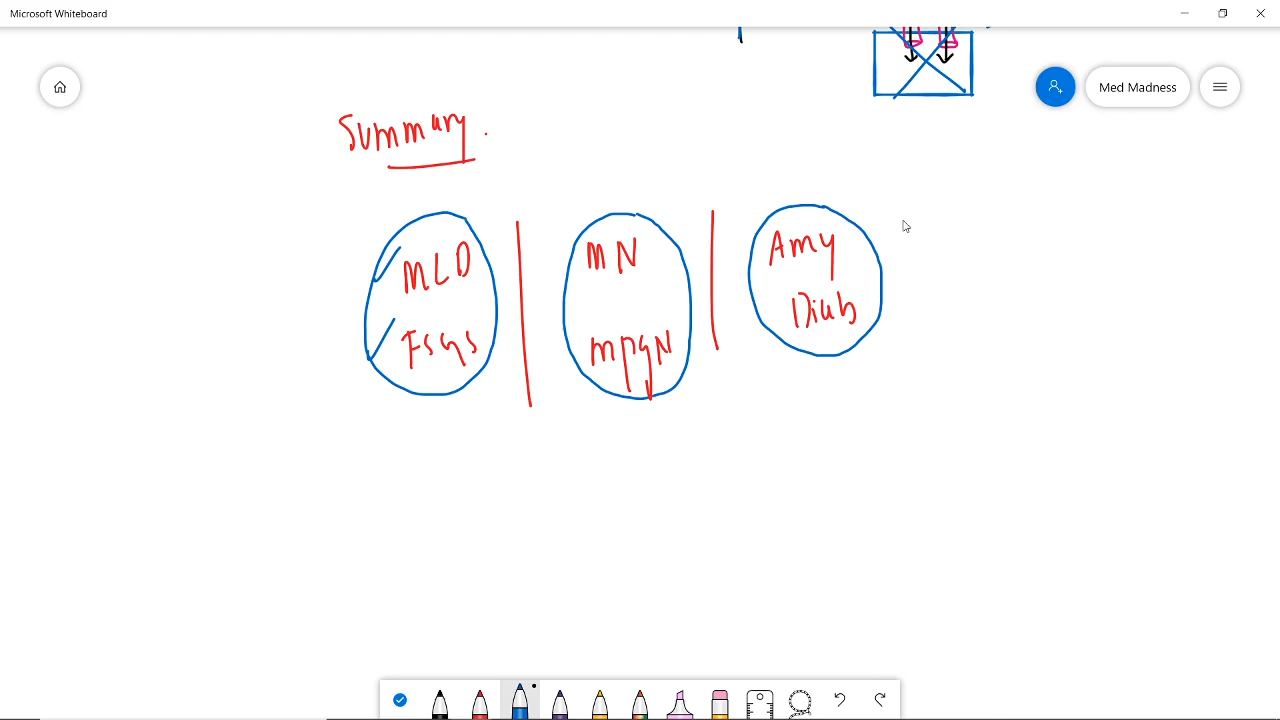 Microsoft Whiteboard
Med Madness
Summary.
MLD
FSGS
MN
MPGN
Amy
Diab